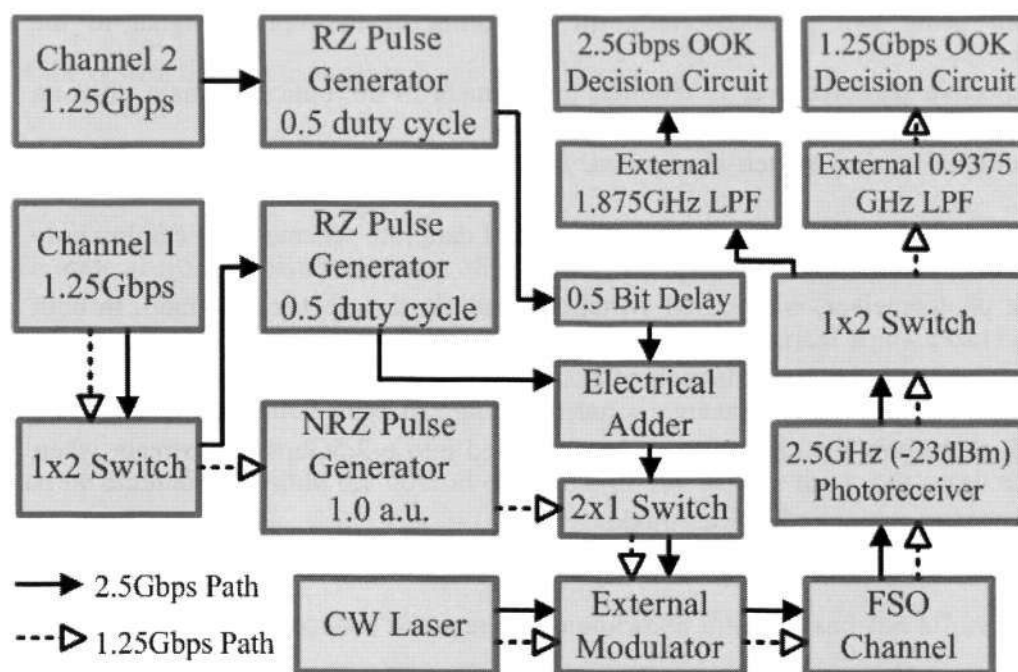 Channel 2
1.25Gbps
RZ Pulse
Generator
0.5 duty cycle
2.5Gbps OOK
Decision Circuit
1.25Gbps OOK
Decision Circuit
External
1.875GHz LPF
External 0.9375
GHz LPF
Channel 1
1.25Gbps
RZ Pulse
Generator
0.5 duty cycle
0.5 Bit Delay
1x2 Switch
Electrical
Adder
1x2 Switch
NRZ Pulse
Generator
1.0 a.u.
2x1 Switch
2.5GHz (-23dBm)
Photoreceiver
2.5Gbps Path
1.25Gbps Path
CW Laser
External
Modulator
FSO
Channel